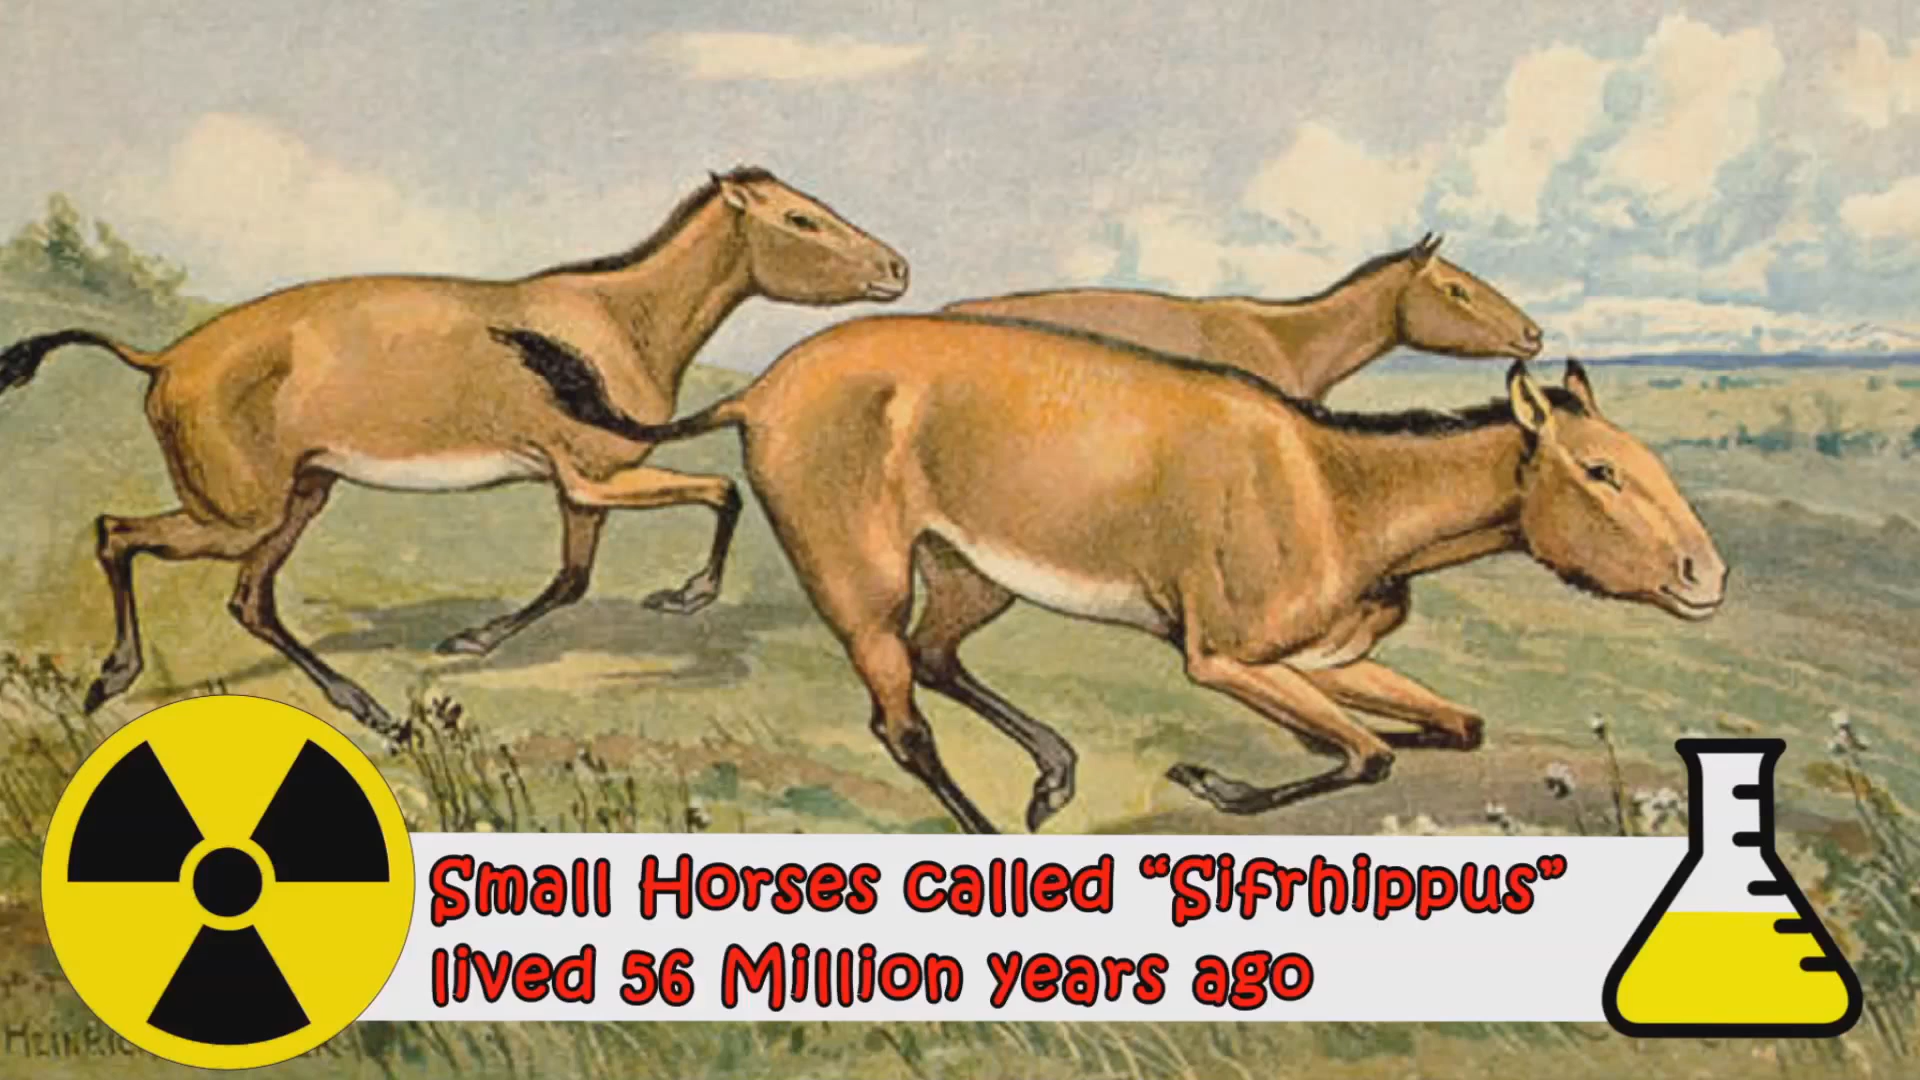 Small Horses called “Sifrhippus”
lived 56 Million years ago